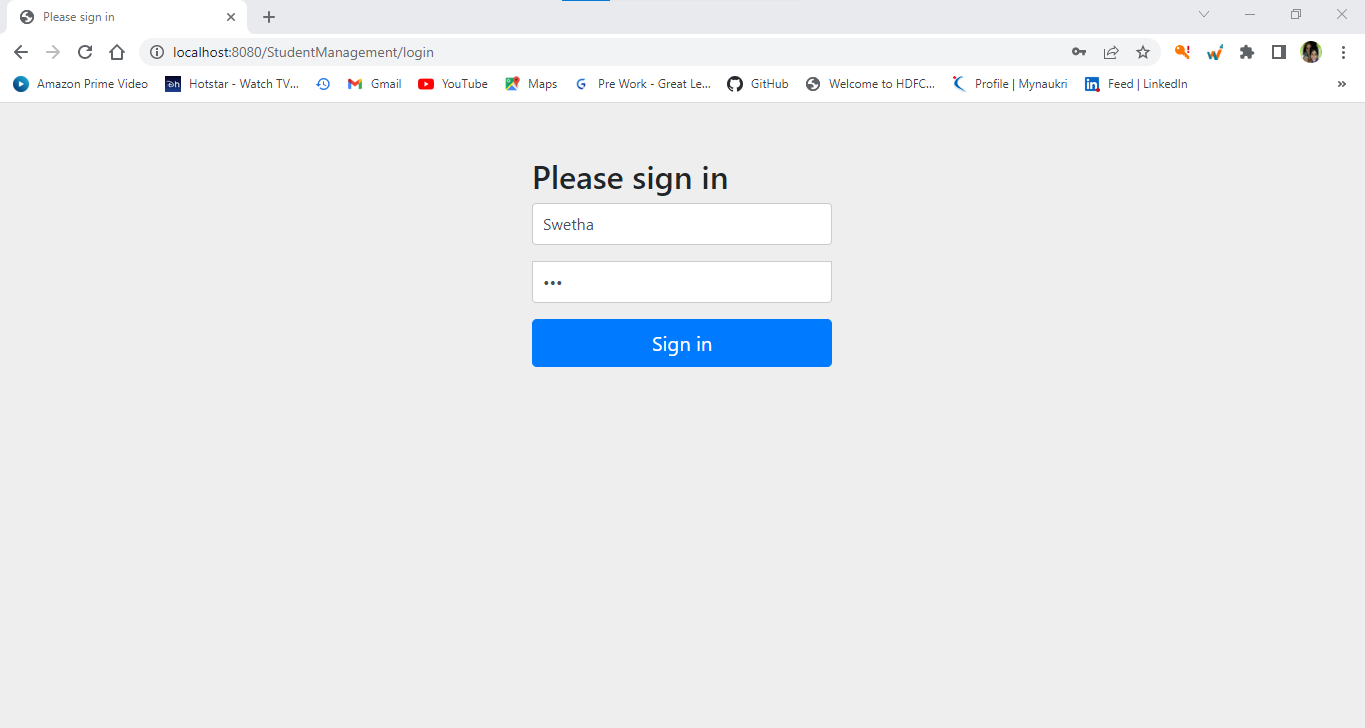 Please sign in
localhost:8080/StudentManagement/login
Amazon Prime Video
Hotstar - Watch TV...
Gmail
YouTube
Maps
G
Pre Work - Great Le...
GitHub
Welcome to HDFC...
Profile | Mynaukri
in
Feed | LinkedIn
»
Please sign in
Swetha
•••
Sign in